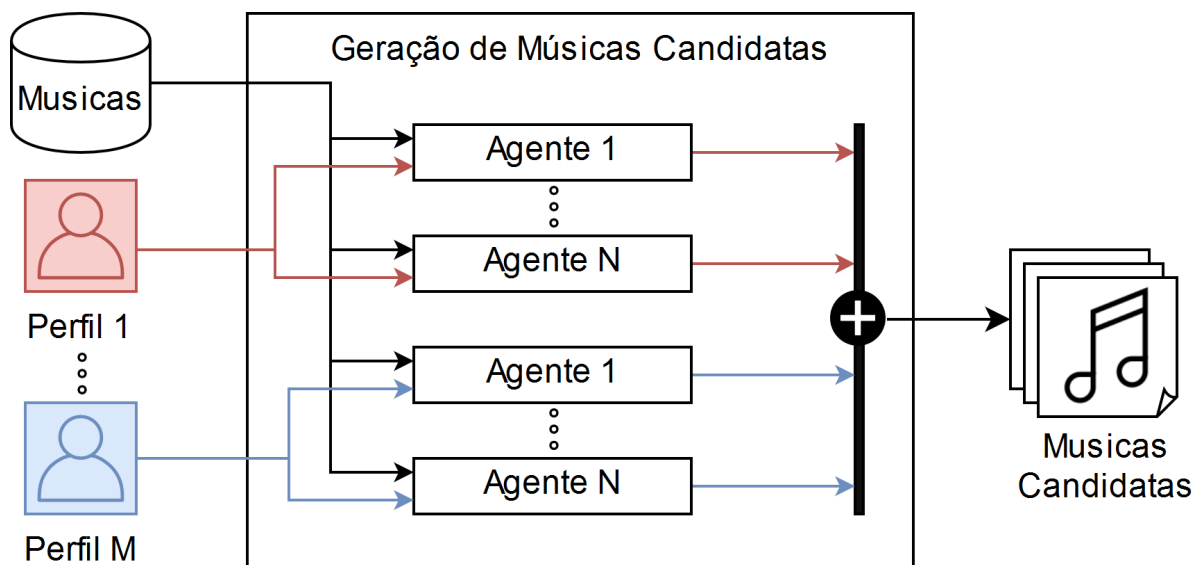 Geração de Músicas Candidatas
Musicas
Agente 1
Agente N
Perfil 1
Agente 1
Agente N
Perfil M
Musicas
Candidatas